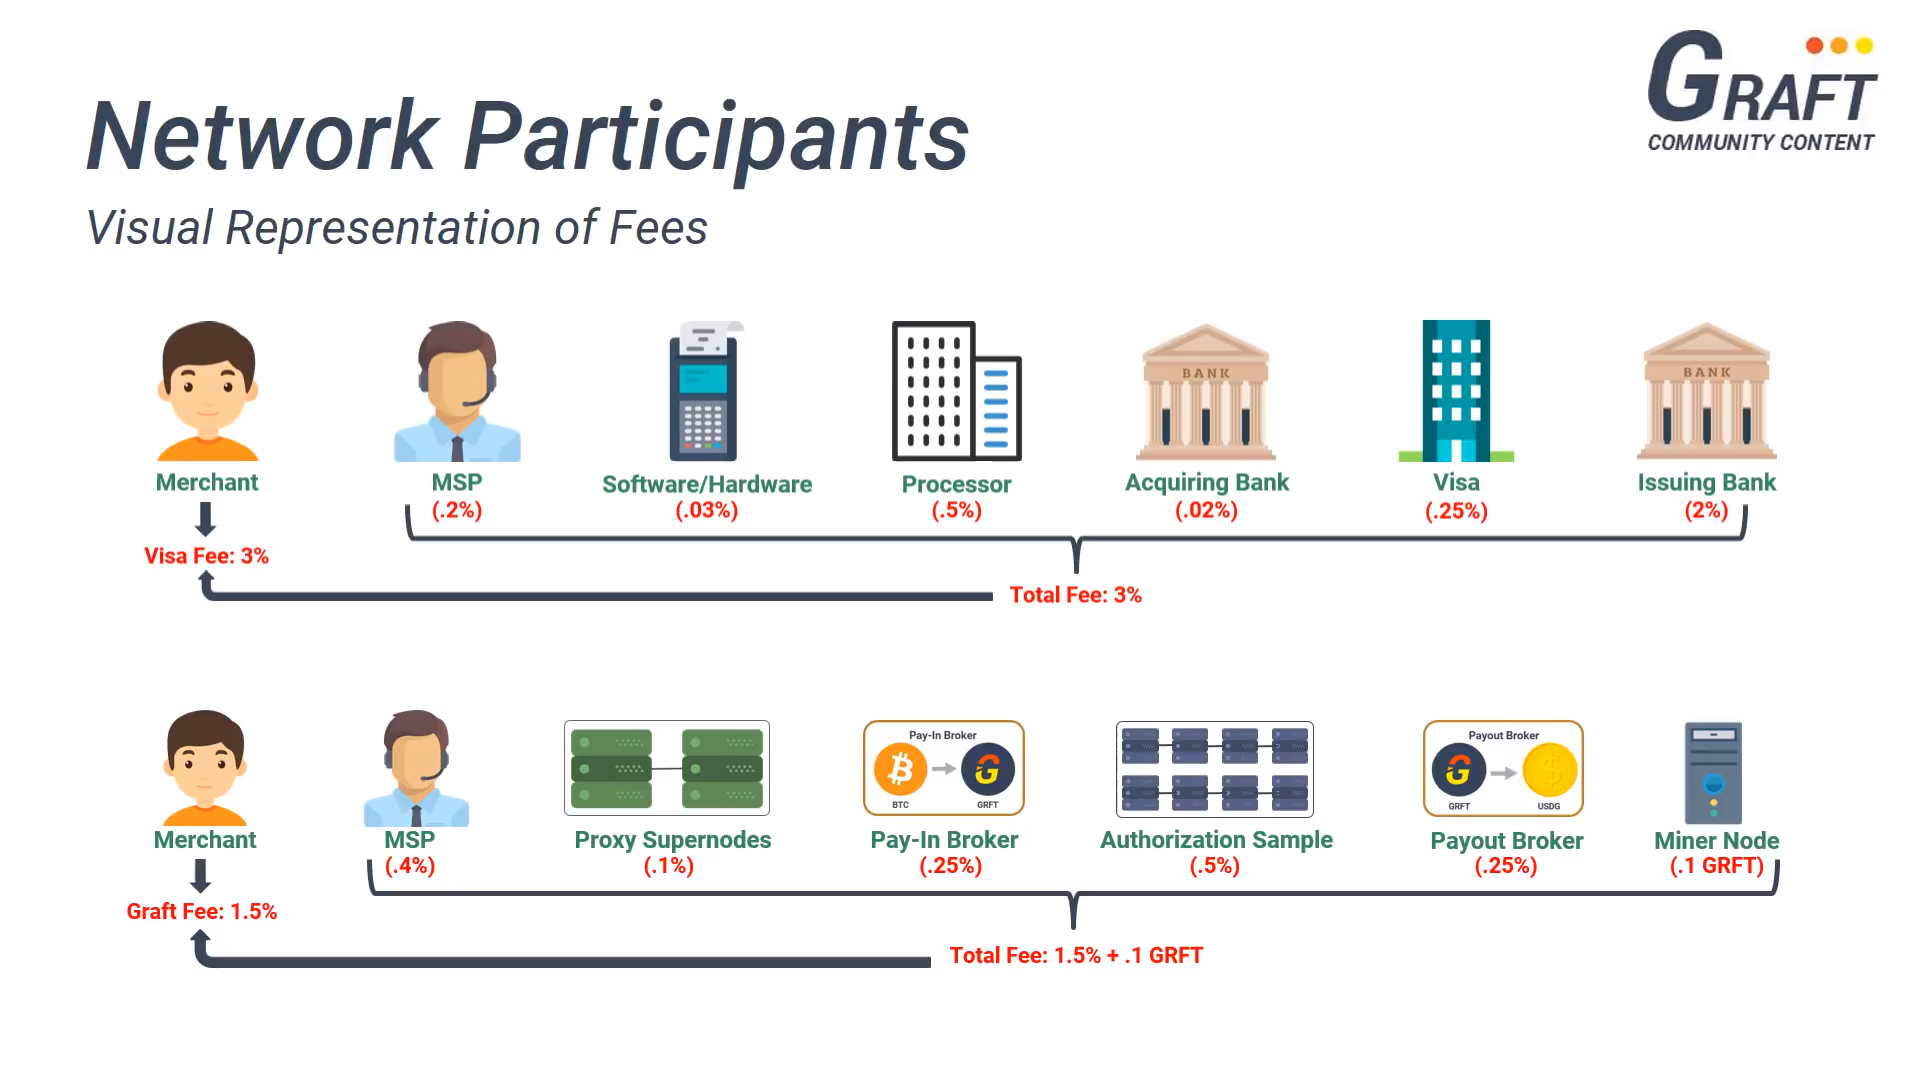 GRAFT
COMMUNITY CONTENT
Network Participants
Visual Representation of Fees
BANK
BANK
Merchant
MSP
Software/Hardware
Processor
Acquiring Bank
Visa
Issuing Bank
(.2%)
(.03%)
(.5%)
(.02%)
(.25%)
(2%)
Visa Fee: 3%
Total Fee: 3%
Pay-In Broker
BTC
GRFT
Payout Broker
GRFT
USDG
Merchant
MSP
Proxy Supernodes
Pay-In Broker
Authorization Sample
Payout Broker
Miner Node
(.4%)
(.1%)
(.25%)
(.5%)
(.25%)
(.1 GRFT)
Graft Fee: 1.5%
Total Fee: 1.5% + .1 GRFT